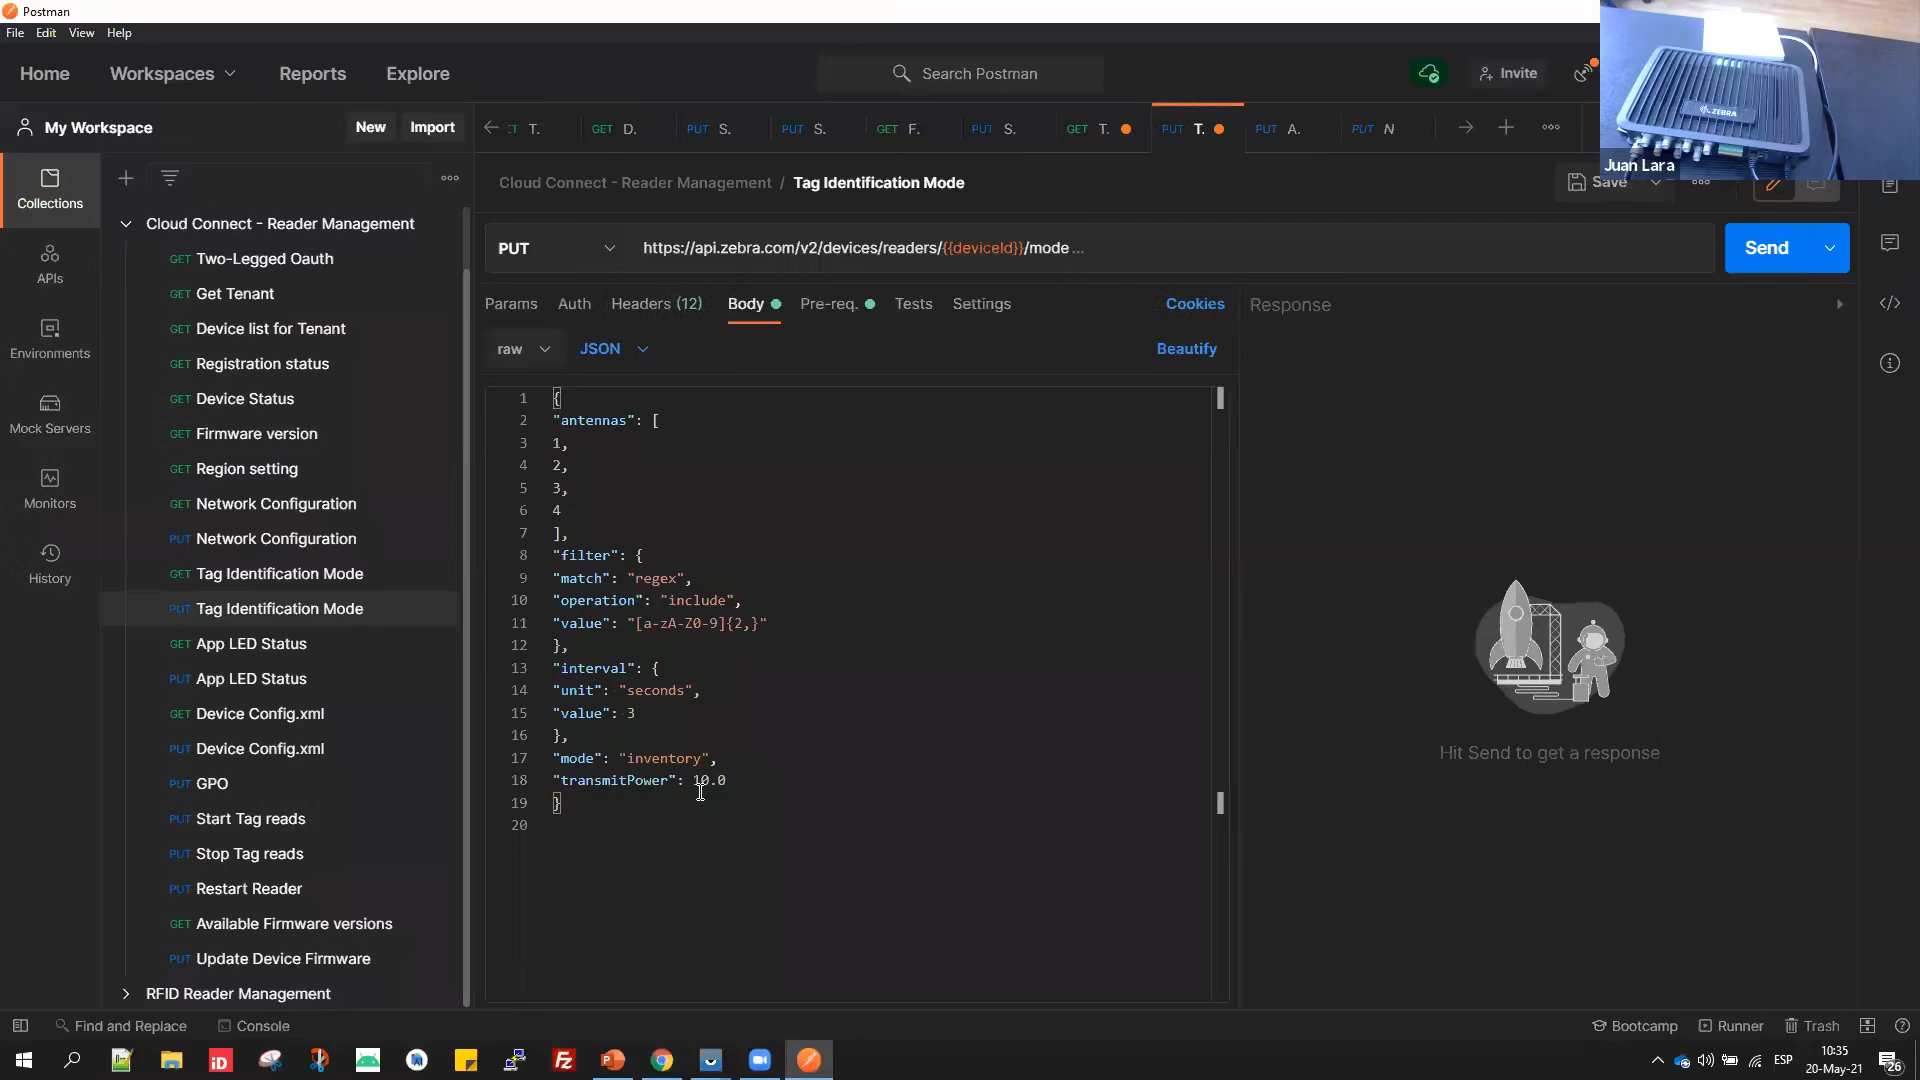 Postman
File Edit View Help
Home Workspaces Reports Explore Search Postman Invite
My Workspace New Import
T. GET D. PUT S. PUT S. GET F. PUT S. GET T. PUT T. PUT A. PUT N
ZEBRA
Juan Lara
Cloud Connect - Reader Management / Tag Identification Mode Save
Collections
APIs
Environments
Mock Servers
Monitors
History
Cloud Connect - Reader Management
GET Two-Legged Oauth
GET Get Tenant
GET Device list for Tenant
GET Registration status
GET Device Status
GET Firmware version
GET Region setting
GET Network Configuration
PUT Network Configuration
GET Tag Identification Mode
PUT Tag Identification Mode
GET App LED Status
PUT App LED Status
GET Device Config.xml
PUT Device Config.xml
PUT GPO
PUT Start Tag reads
PUT Stop Tag reads
PUT Restart Reader
GET Available Firmware versions
PUT Update Device Firmware
RFID Reader Management
PUT https://api.zebra.com/v2/devices/readers/{{deviceId}}/mode ... Send
Params Auth Headers (12) Body Pre-req. Tests Settings Cookies Response
raw JSON Beautify
1 {
2 "antennas": [
3 1,
4 2,
5 3,
6 4
7 ],
8 "filter": {
9 "match": "regex",
10 "operation": "include",
11 "value": "[a-zA-Z0-9]{2,}"
12 },
13 "interval": {
14 "unit": "seconds",
15 "value": 3
16 },
17 "mode": "inventory",
18 "transmitPower": 10.0
19 }
20
Hit Send to get a response
Find and Replace Console Bootcamp Runner Trash
ESP 10:35
20-May-21 26